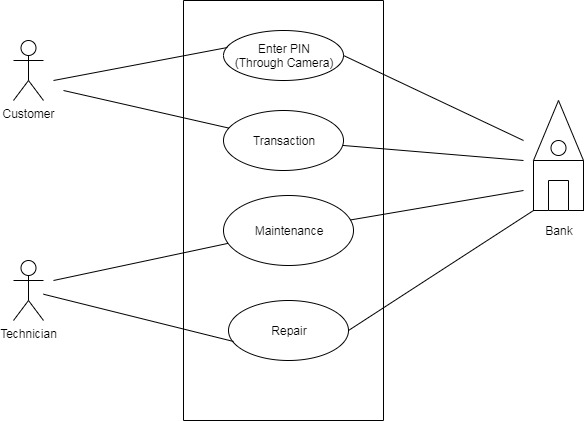 Enter PIN
(Through Camera)
Customer
Transaction
Maintenance
Bank
Technician
Repair